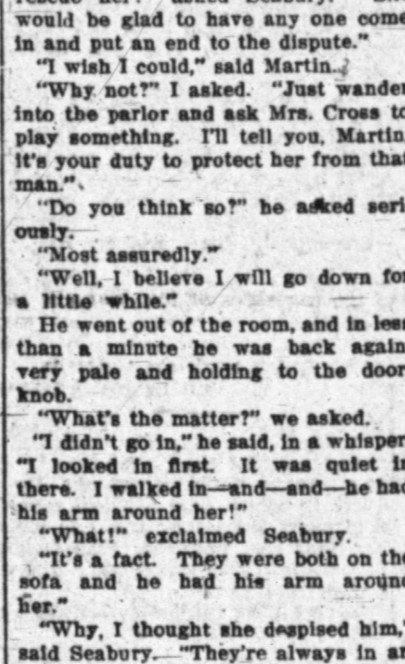 would be glad to have any one come
in and put an end to the dispute."
"I wish I could," said Martin.
"Why not?" I asked. "Just wander
into the parlor and ask Mrs. Cross to
play something. I'll tell you, Martin
it's your duty to protect her from that
man."
"Do you think so?" he asked seri
ously.
"Most assuredly."
"Well, I believe I will go down for
a little while."
He went out of the room, and in less
than a minute he was back again
very pale and holding to the door
knob.
"What's the matter?" we asked.
"I didn't go in," he said, in a whisper
"I looked in first. It was quiet in
there. I walked in—and—and—he had
his arm around her!"
"What!" exclaimed Seabury.
"It's a fact. They were both on the
sofa and he had his arm around
her."
"Why, I thought she despised him,"
said Seabury. "They're always in an